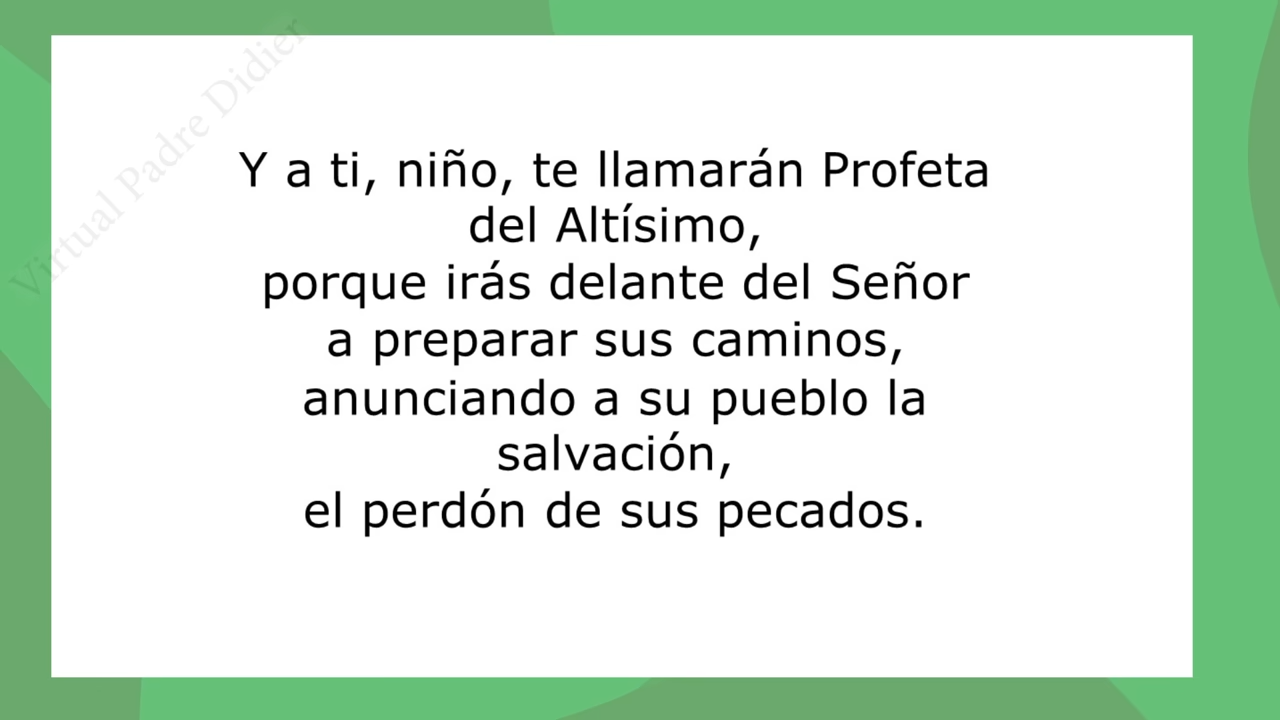 Virtual Padre Didier
Y a ti, niño, te llamarán Profeta
del Altísimo,
porque irás delante del Señor
a preparar sus caminos,
anunciando a su pueblo la
salvación,
el perdón de sus pecados.